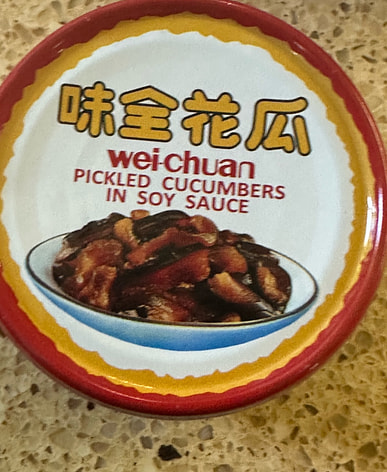 味全花瓜
wei-chuan
PICKLED CUCUMBERS
IN SOY SAUCE